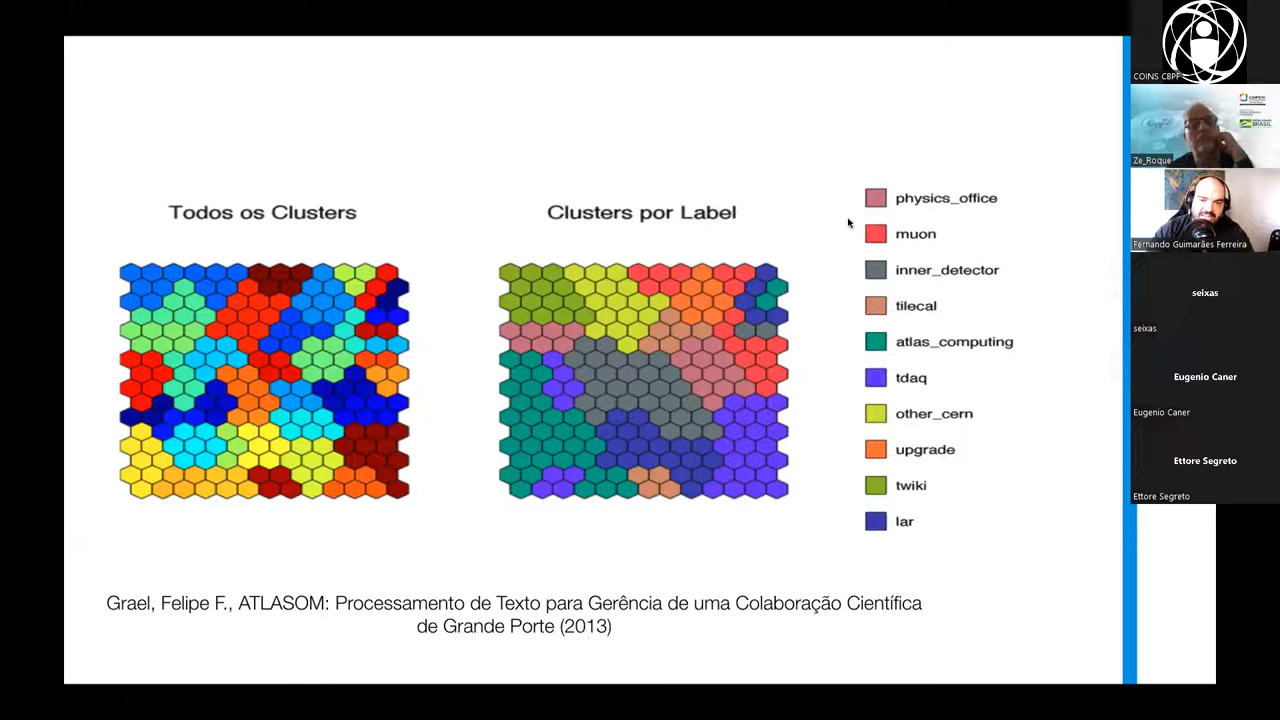 Todos os Clusters
Clusters por Label
physics_office
muon
inner_detector
tilecal
atlas_computing
tdaq
other_cern
upgrade
twiki
lar
Grael, Felipe F., ATLASOM: Processamento de Texto para Gerência de uma Colaboração Científica
de Grande Porte (2013)
COINS CBPF
BRASIL
Ze_Roque
Fernando Guimarães Ferreira
seixas
seixas
Eugenio Caner
Eugenio Caner
Ettore Segreto
Ettore Segreto